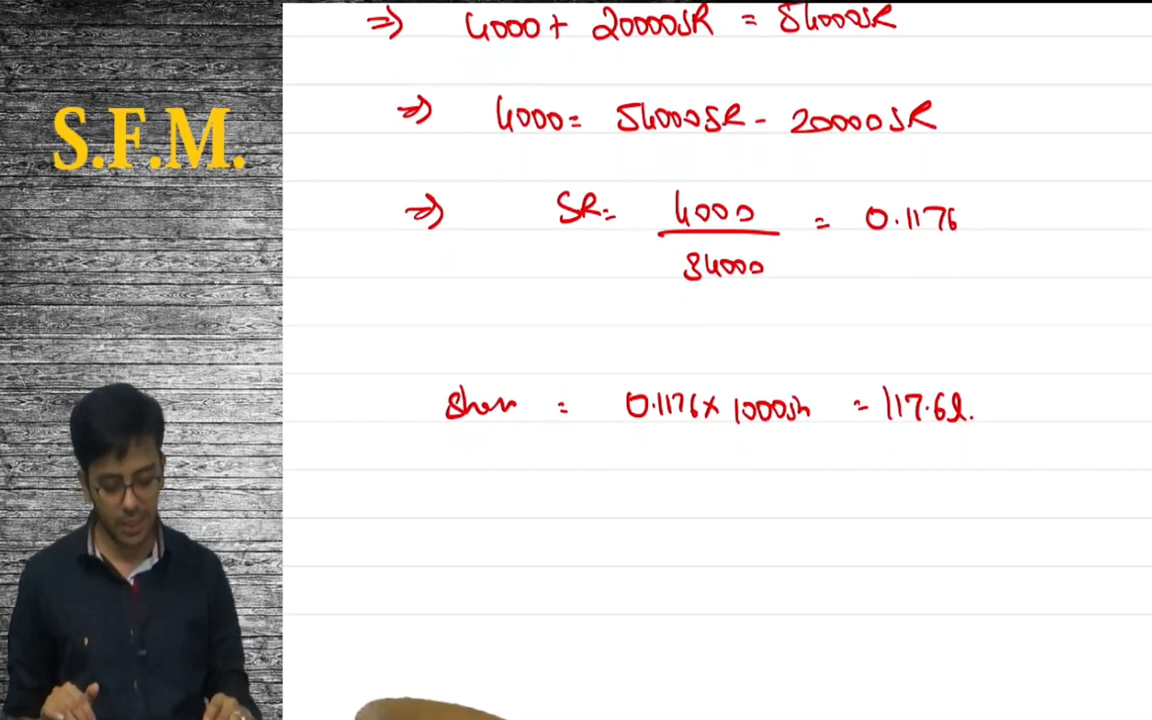 ⇒ 4000 + 20000SR = 54000SR
S.F.M.
⇒ 4000 = 54000SR - 20000SR
⇒ SR = 4000 / 34000 = 0.1176
Share = 0.1176 × 1000sh = 117.6